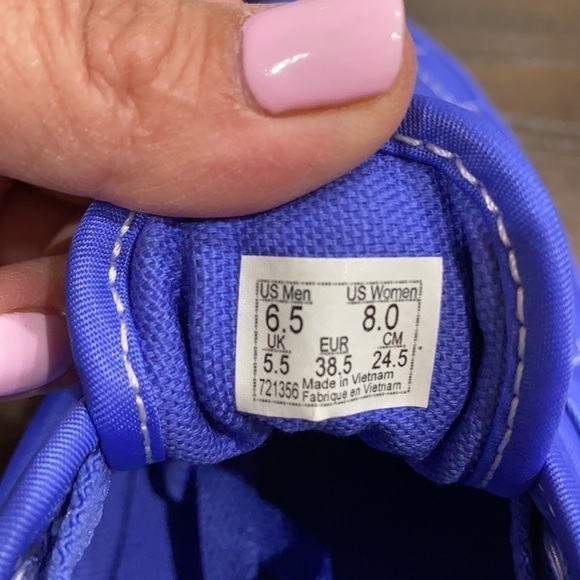 US Men US Women
6.5 8.0
UK EUR CM
5.5 38.5 24.5
721356 Made in Vietnam
Fabrique en Vietnam